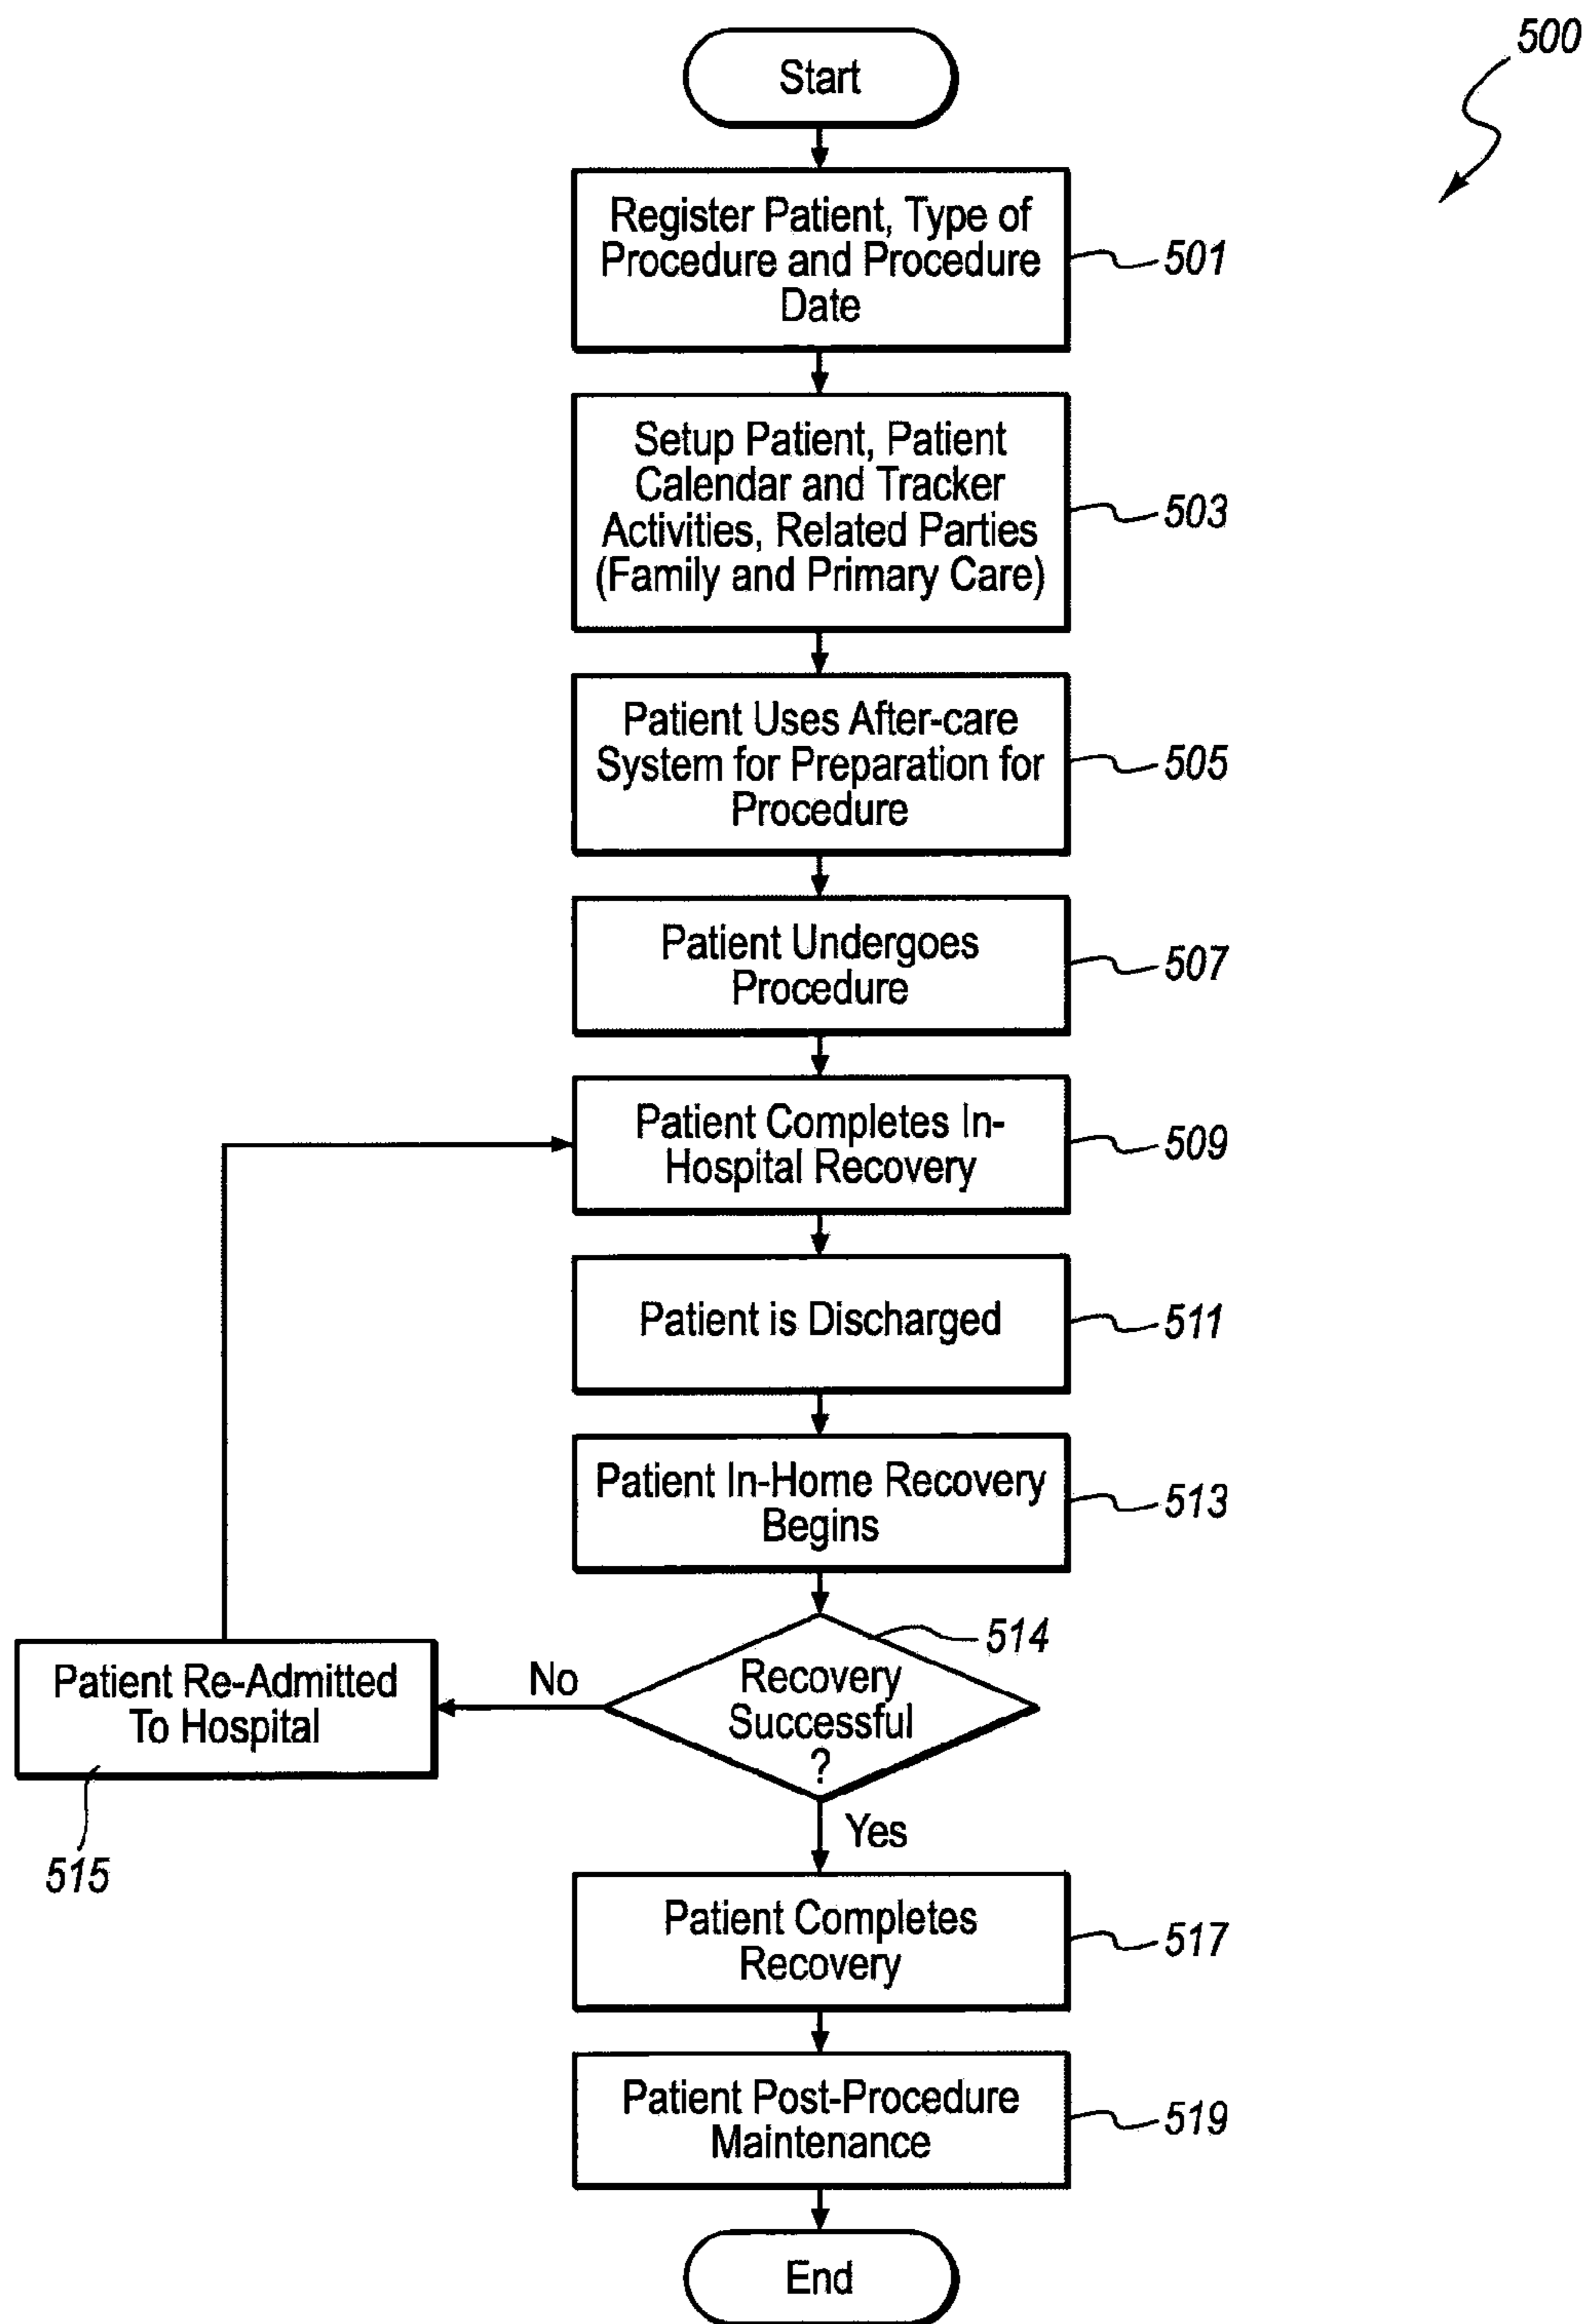 500
Start
Register Patient, Type of
Procedure and Procedure
Date
501
Setup Patient, Patient
Calendar and Tracker
Activities, Related Parties
(Family and Primary Care)
503
Patient Uses After-care
System for Preparation for
Procedure
505
Patient Undergoes
Procedure
507
Patient Completes In-
Hospital Recovery
509
Patient is Discharged
511
Patient In-Home Recovery
Begins
513
514
Recovery
Successful
?
No
Patient Re-Admitted
To Hospital
515
Yes
Patient Completes
Recovery
517
Patient Post-Procedure
Maintenance
519
End